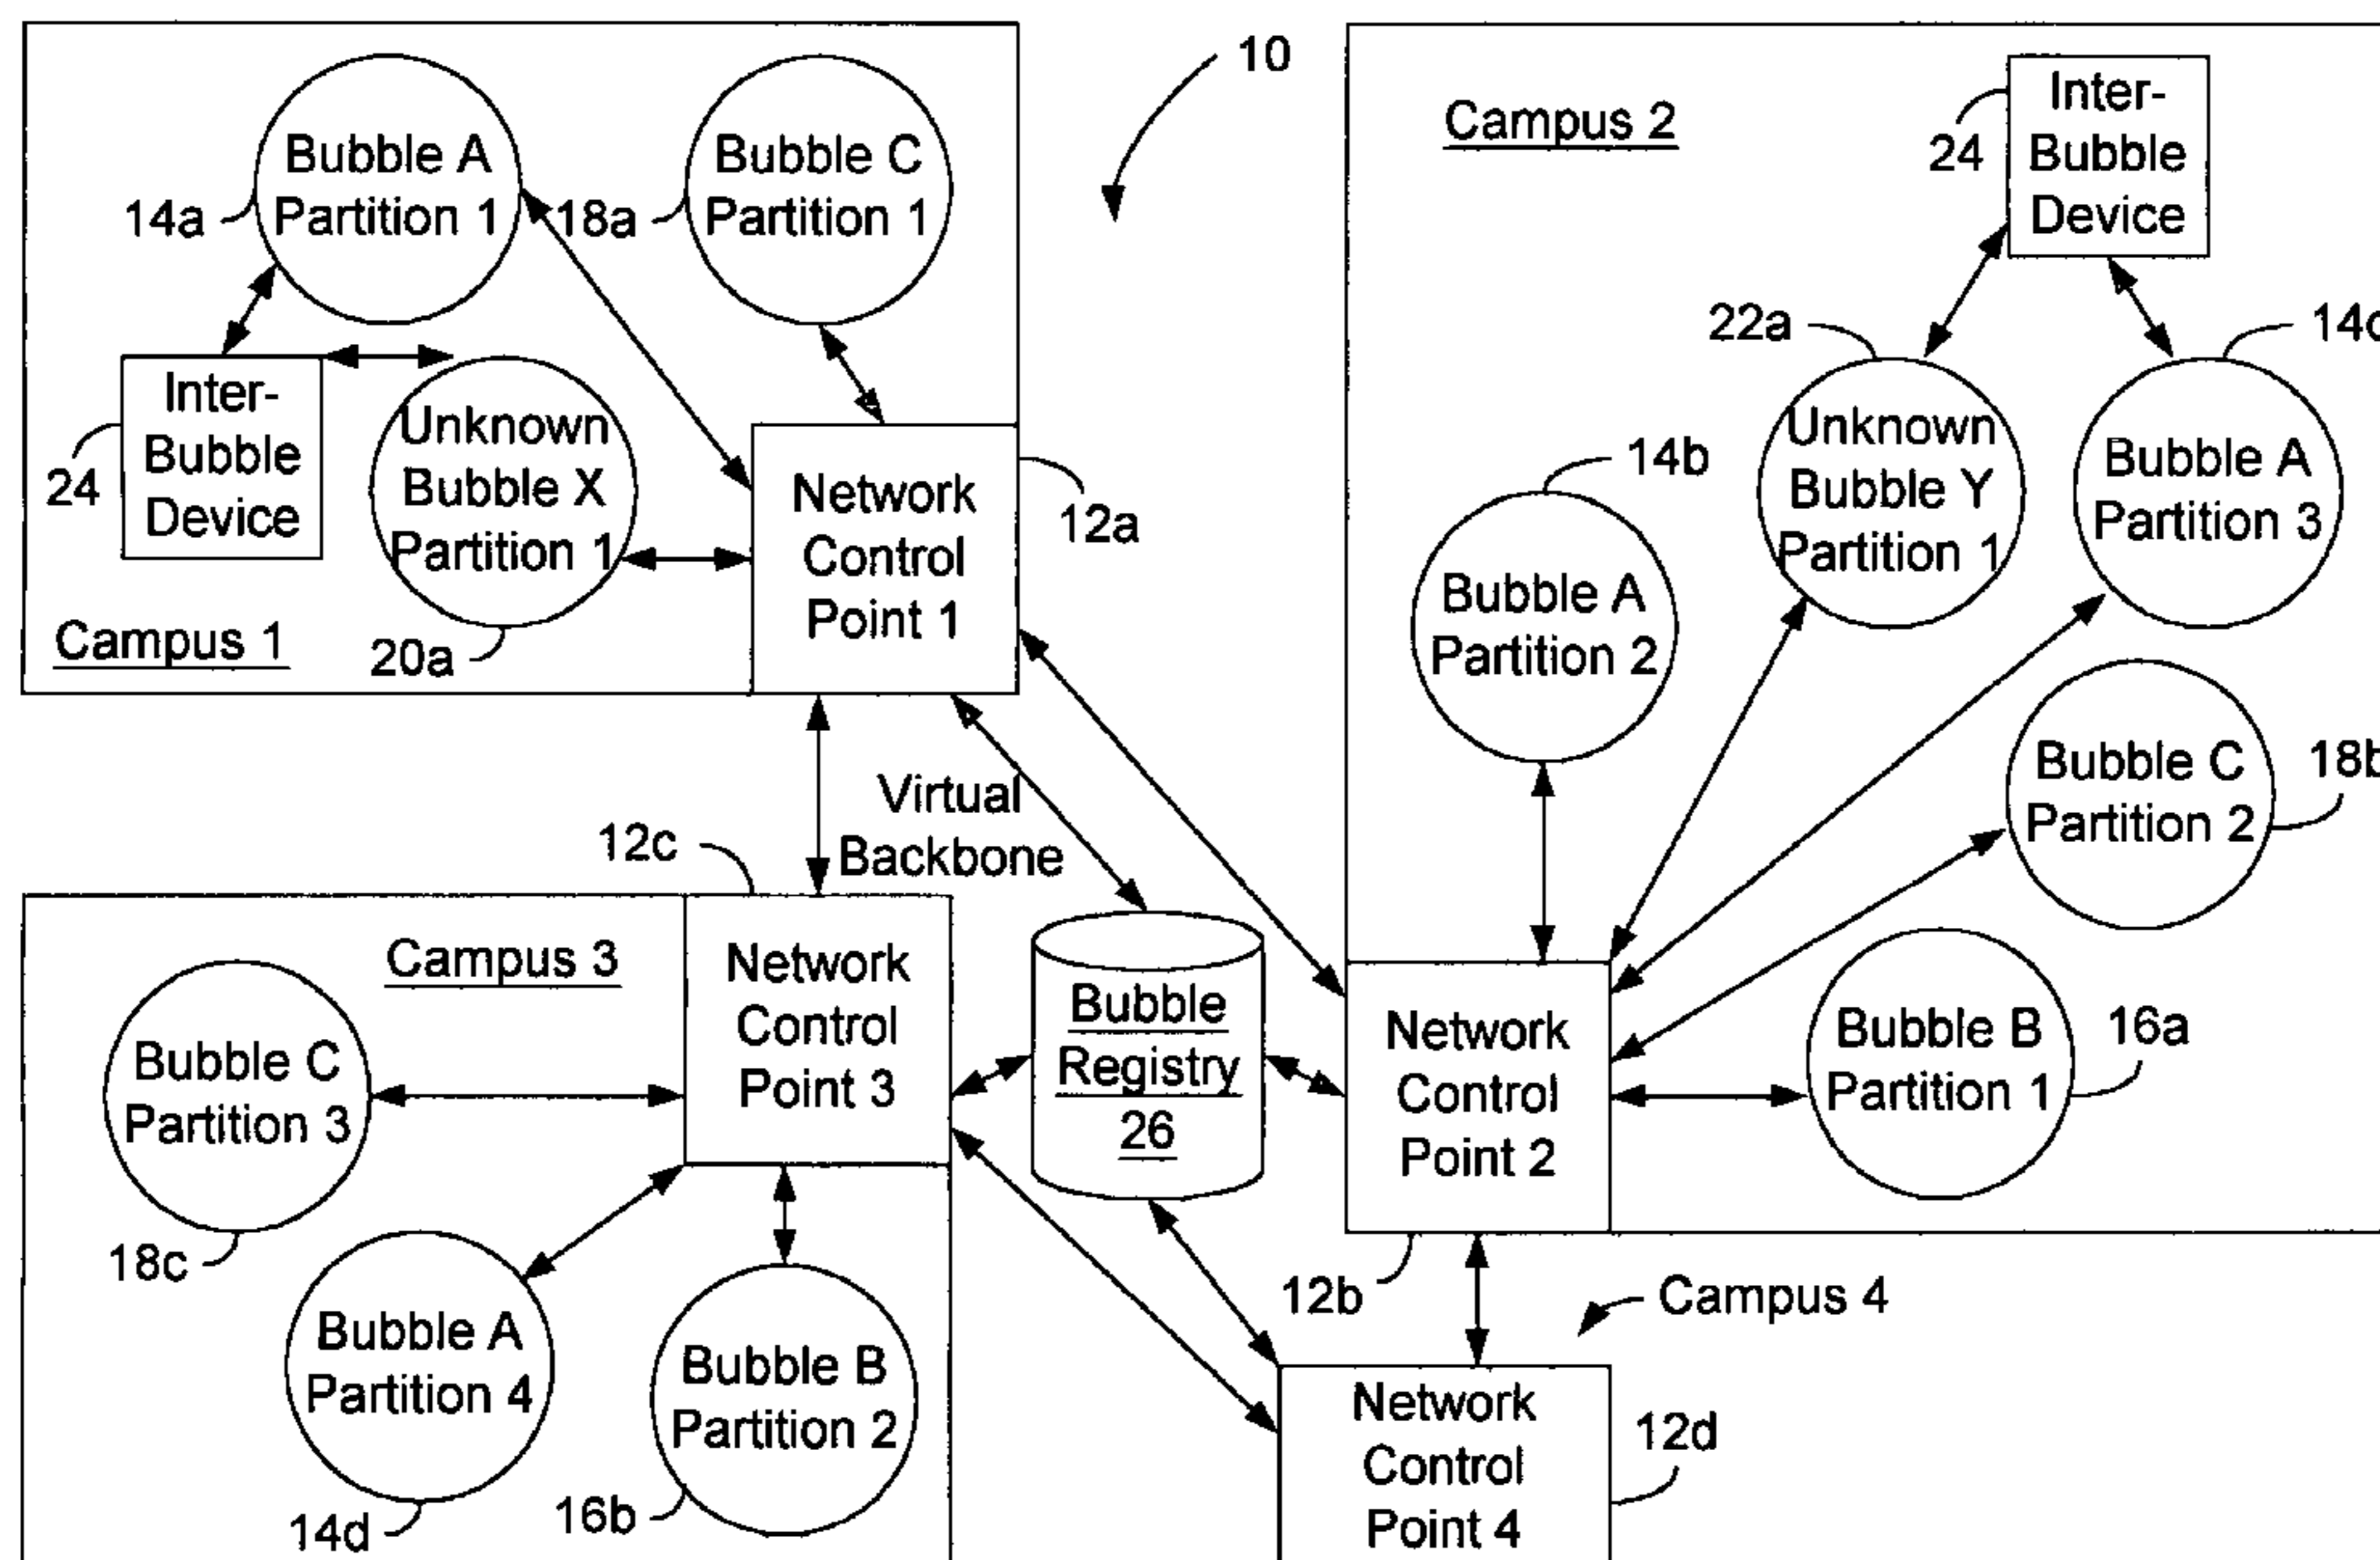 10
Bubble A
Partition 1
14a
Bubble C
Partition 1
18a
Inter-
Bubble
Device
24
Unknown
Bubble X
Partition 1
20a
Network
Control
Point 1
12a
Campus 1
Campus 2
Inter-
Bubble
Device
24
22a
Unknown
Bubble Y
Partition 1
Bubble A
Partition 3
14b
Bubble A
Partition 2
Bubble C
Partition 2
18b
Bubble B
Partition 1
16a
Network
Control
Point 2
12b
Virtual
Backbone
12c
Campus 3
Network
Control
Point 3
Bubble C
Partition 3
18c
Bubble A
Partition 4
14d
Bubble B
Partition 2
16b
Bubble
Registry
26
Campus 4
Network
Control
Point 4
12d